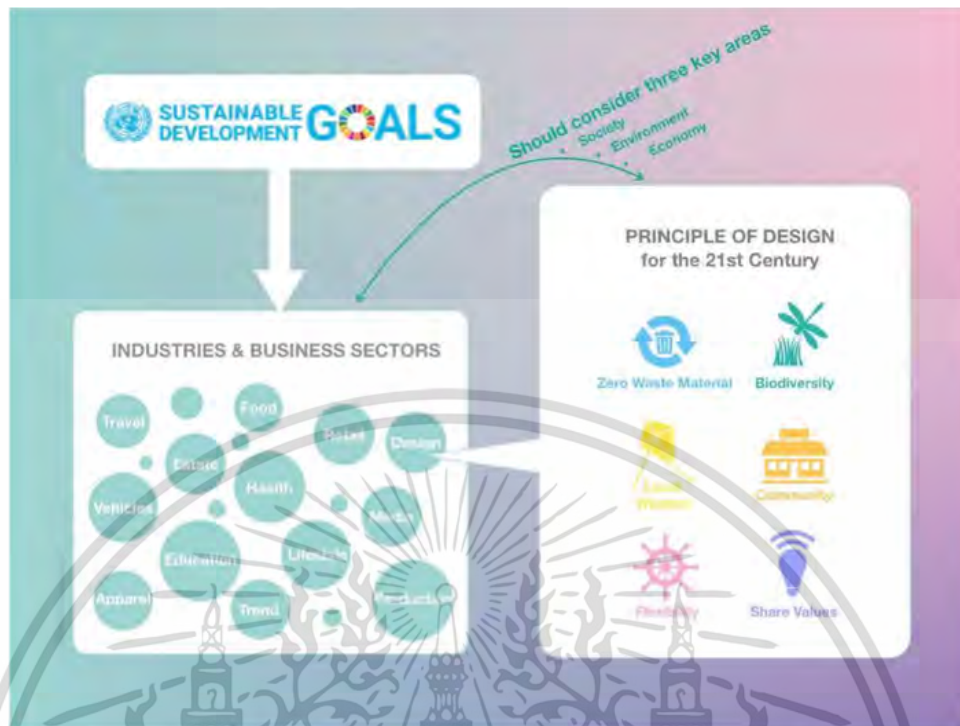 SUSTAINABLE
DEVELOPMENT
GOALS
Should consider three key areas
• Society
• Environment
• Economy
PRINCIPLE OF DESIGN
for the 21st Century
Zero Waste Material
Biodiversity
Community
Flexibility
Share Values
INDUSTRIES & BUSINESS SECTORS
Travel
Food
Retail
Design
Estate
Health
Vehicles
Media
Education
Lifestyle
Apparel
Trend
Production